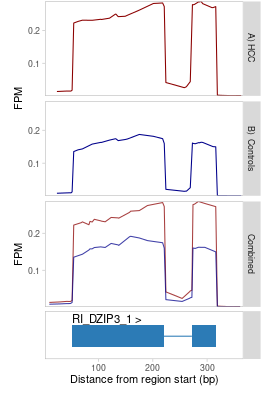 0.2
0.1
A) HCC
FPM
0.2
0.1
B) Controls
0.2
0.1
FPM
Combined
RI_DZIP3_1 >
100 200 300
Distance from region start (bp)